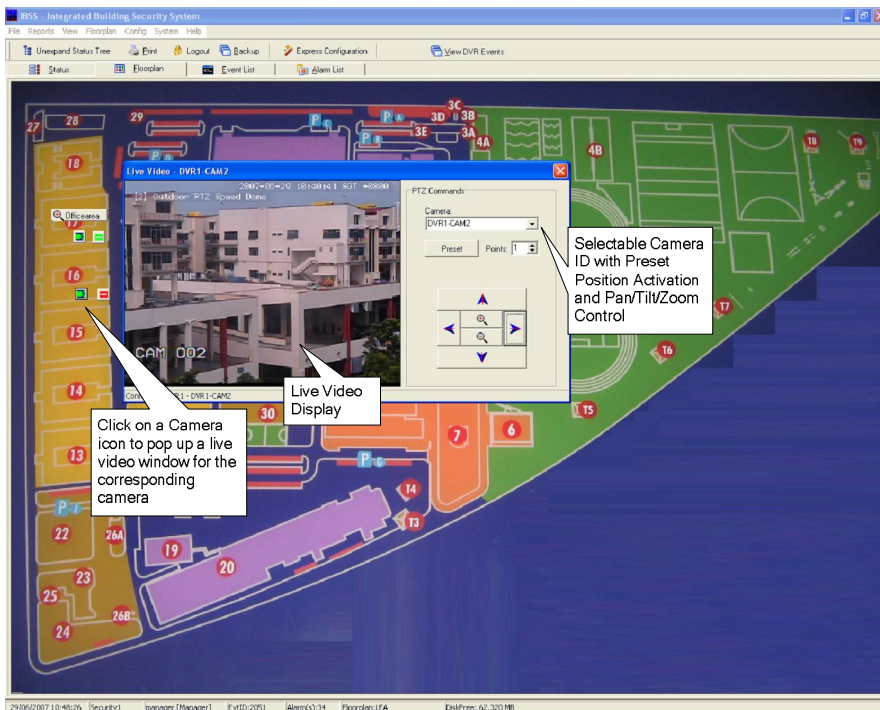 IBSS - Integrated Building Security System
File Reports View Floorplan Config System Help
Unexpand Status Tree Print Logout Backup Express Configuration View DVR Events
Status Floorplan Event List Alarm List
27 28 29 P C P A 3D 3C 3B
P B 3E 3A 4A
18 P D 4B T8 T9
Live Video - DVR1-CAM2
2007-06-29 10:40:41 SGT +0800
[2] Outdoor PTZ Speed Dome
CAM 002
PTZ Commands
Camera:
DVR1-CAM2
Preset Points: 1
Selectable Camera
ID with Preset
Position Activation
and Pan/Tilt/Zoom
Control
Officearea
17
16
15
14
13
T7
T6
T5
Live Video
Display
Click on a Camera
icon to pop up a live
video window for the
corresponding
camera
30
7
6
P G
T4
T3
P J
22
26A
19
20
23
25
24
26B
29/06/2007 10:48:26 Security1 manager [Manager] EvtID:2051 Alarm(s):34 Floorplan:LEA DiskFree: 62,320 MB